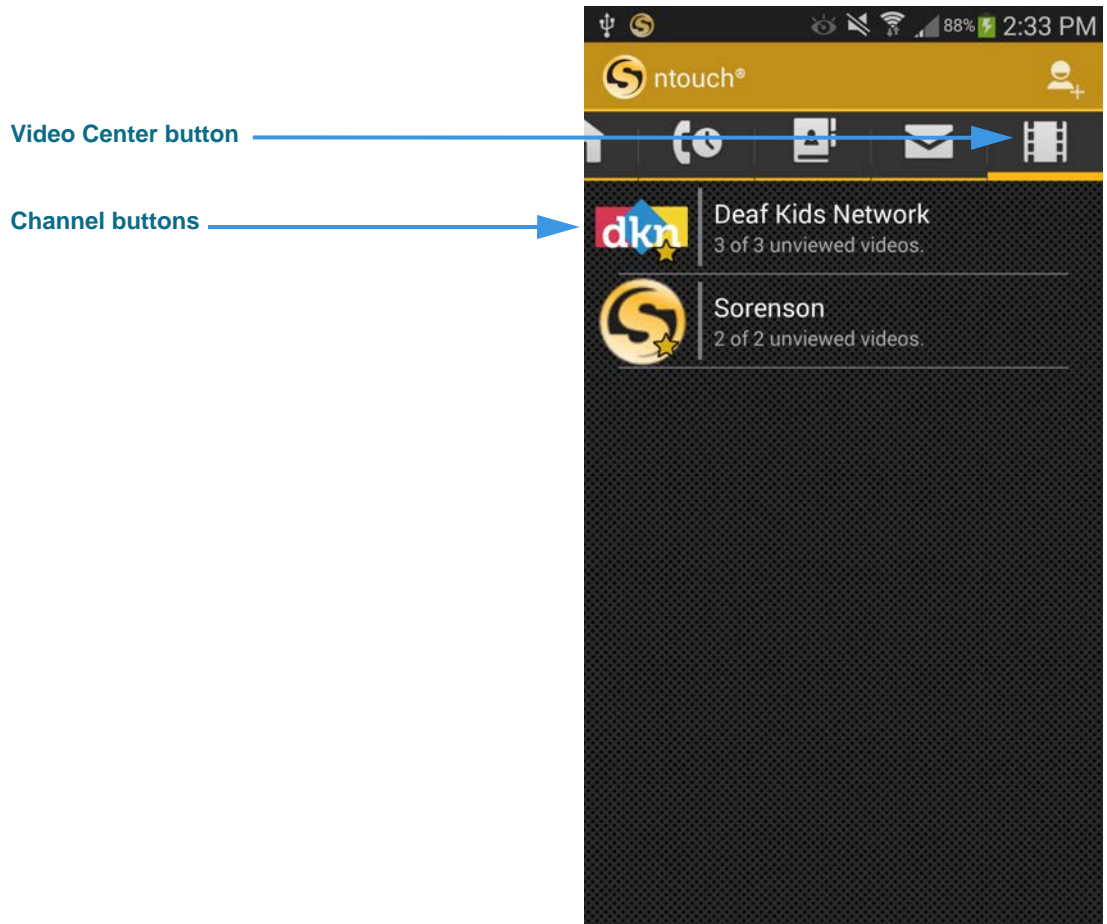 88% 2:33 PM
S ntouch®
Video Center button
Channel buttons
dkn Deaf Kids Network
3 of 3 unviewed videos.
S Sorenson
2 of 2 unviewed videos.